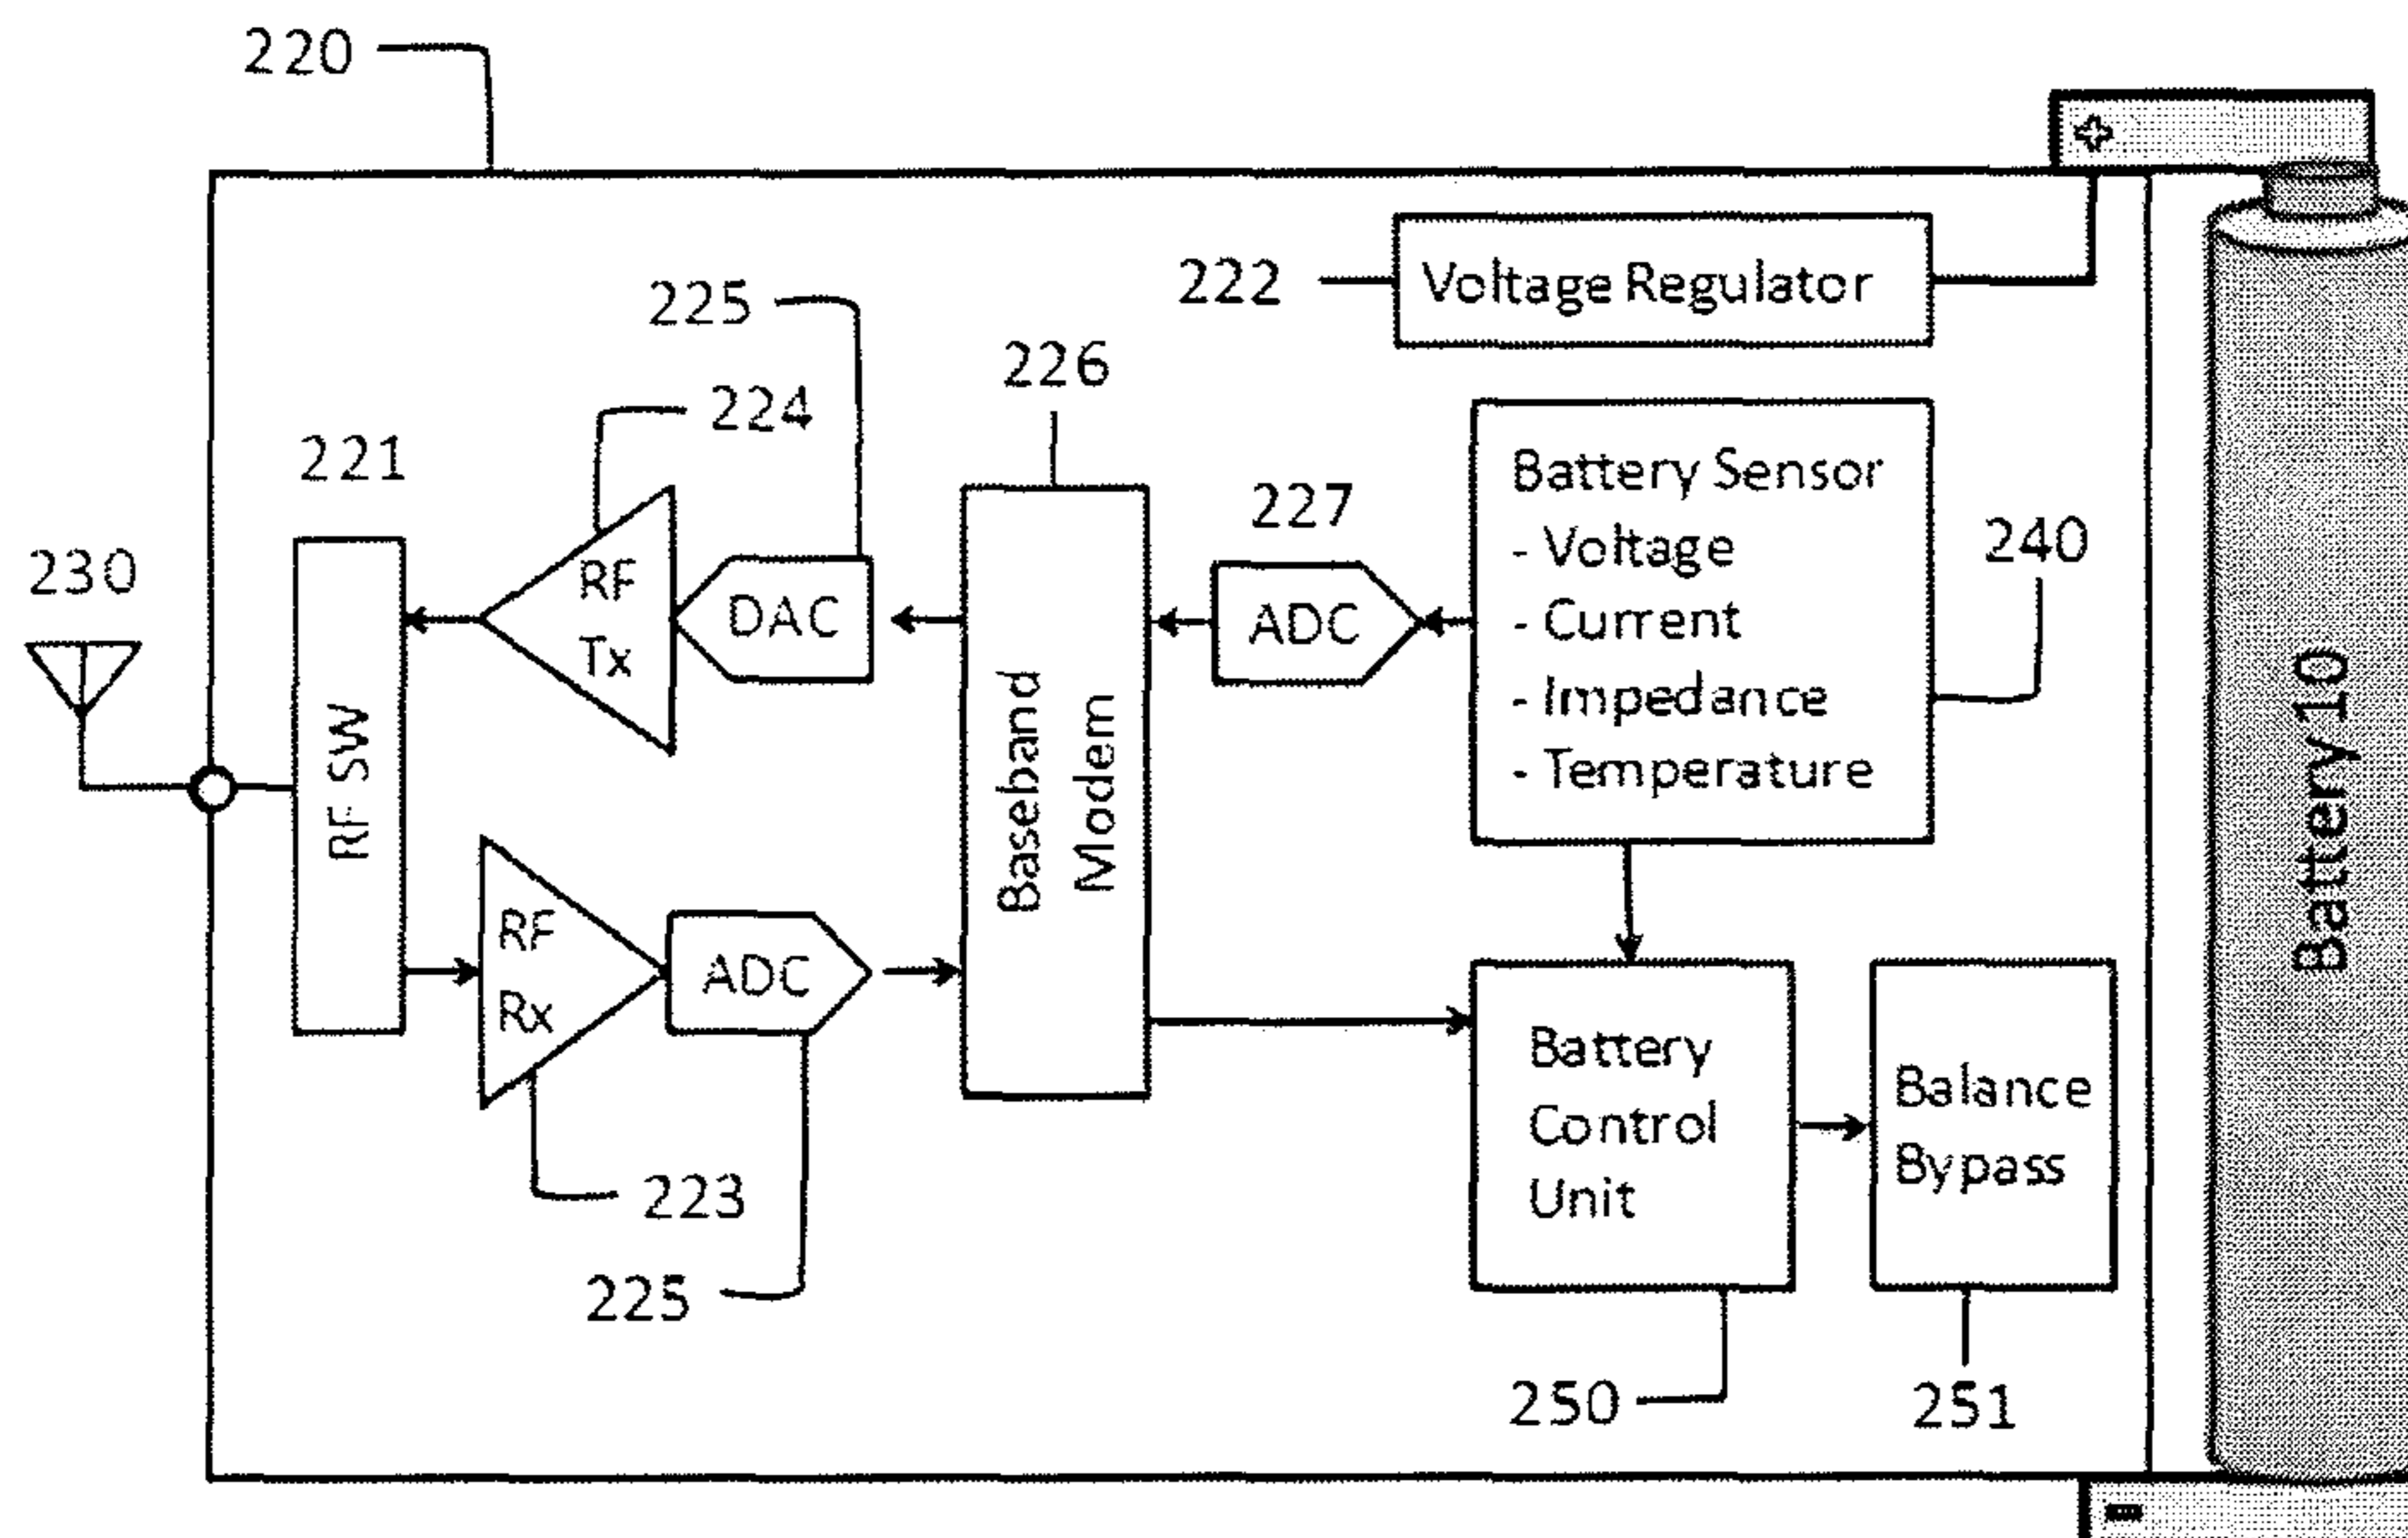 220
+
222
Voltage Regulator
225
226
224
221
227
230
RF
Tx
DAC
ADC
Battery Sensor
- Voltage
- Current
- Impedance
- Temperature
240
RF SW
Baseband
Modem
RF
Rx
ADC
223
225
Battery
Control
Unit
Balance
Bypass
250
251
Battery 10
-